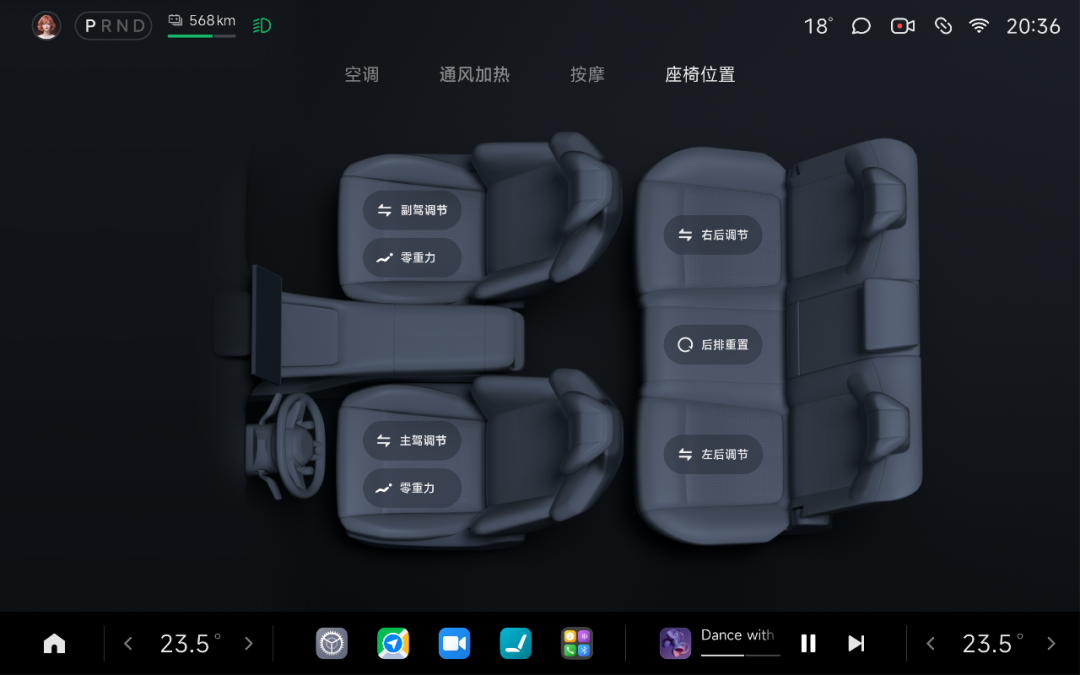 PRND
568km
18°
20:36
空调
通风加热
按摩
座椅位置
副驾调节
零重力
右后调节
后排重置
主驾调节
零重力
左后调节
23.5°
Dance with
23.5°